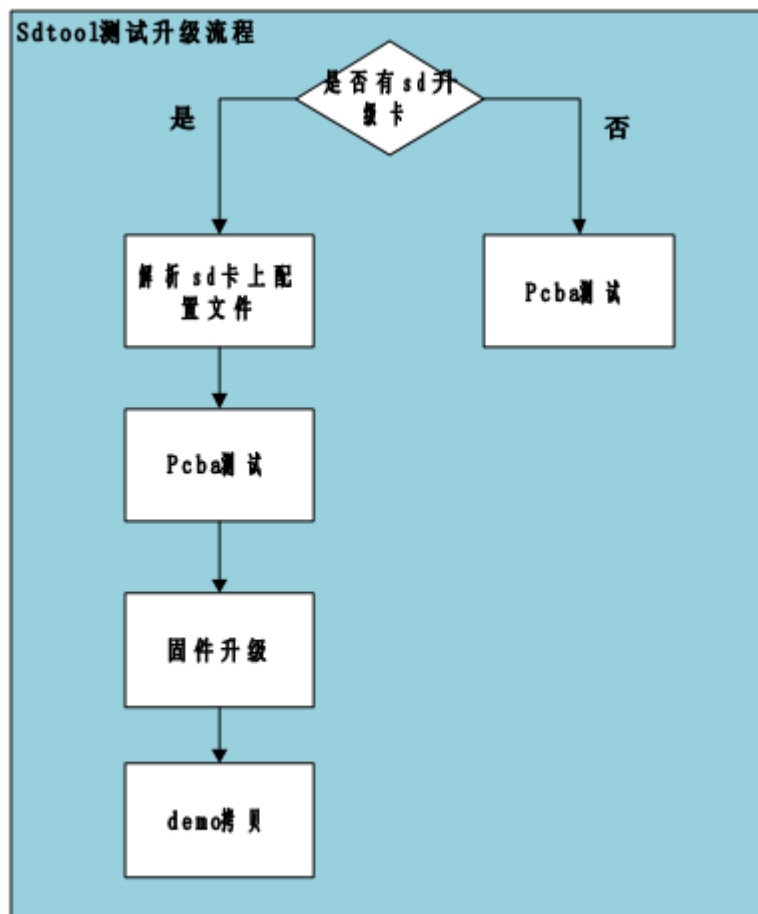 Sdtool测试升级流程
是否有sd升
级卡
是
否
解析sd卡上配
置文件
Pcba测试
Pcba测试
固件升级
demo拷贝